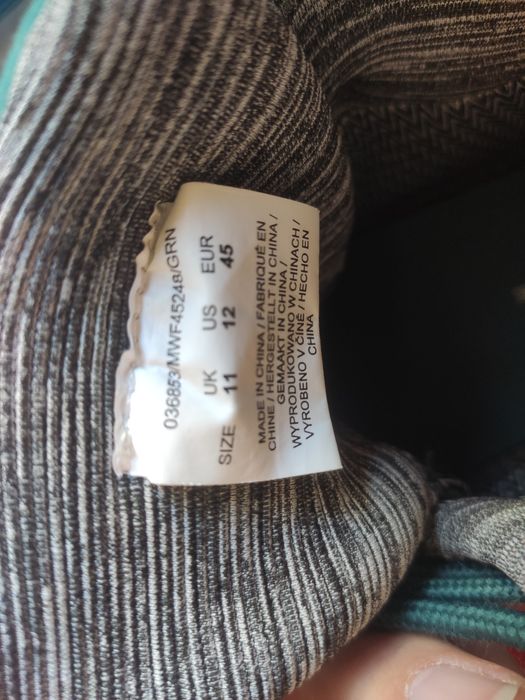 036853/MWF45248/GRN
SIZE UK US EUR
11 12 45
MADE IN CHINA / FABRIQUÉ EN
CHINE / HERGESTELLT IN CHINA /
GEMAAKT IN CHINA /
WYPRODUKOWANO W CHINACH /
VYROBENO V ČÍNĚ / HECHO EN
CHINA